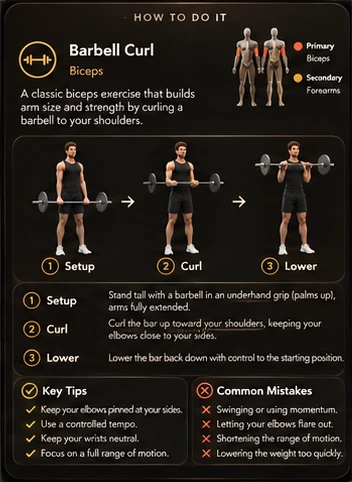 HOW TO DO IT
Barbell Curl
Biceps
A classic biceps exercise that builds
arm size and strength by curling a
barbell to your shoulders.
Primary
Biceps
Secondary
Forearms
1 Setup
2 Curl
3 Lower
1 Setup
Stand tall with a barbell in an underhand grip (palms up),
arms fully extended.
2 Curl
Curl the bar up toward your shoulders, keeping your
elbows close to your sides.
3 Lower
Lower the bar back down with control to the starting position.
Key Tips
Keep your elbows pinned at your sides.
Use a controlled tempo.
Keep your wrists neutral.
Focus on a full range of motion.
Common Mistakes
Swinging or using momentum.
Letting your elbows flare out.
Shortening the range of motion.
Lowering the weight too quickly.